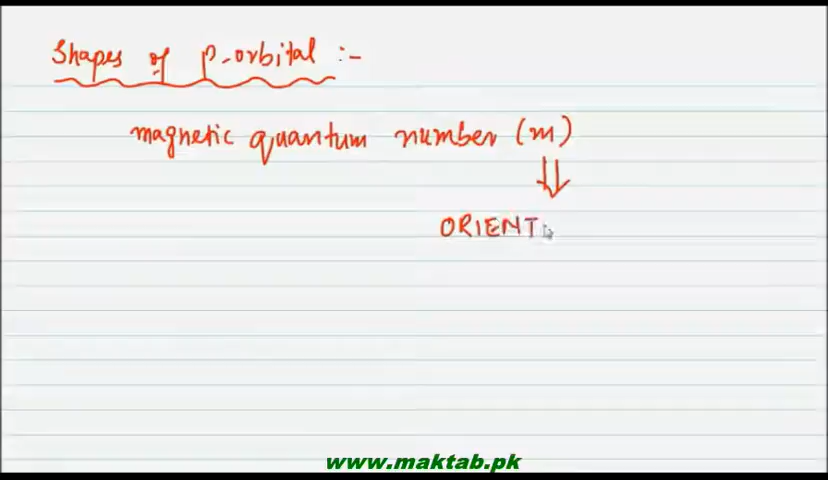 Shapes of p-orbital :-
magnetic quantum number (m)
ORIENT
www.maktab.pk